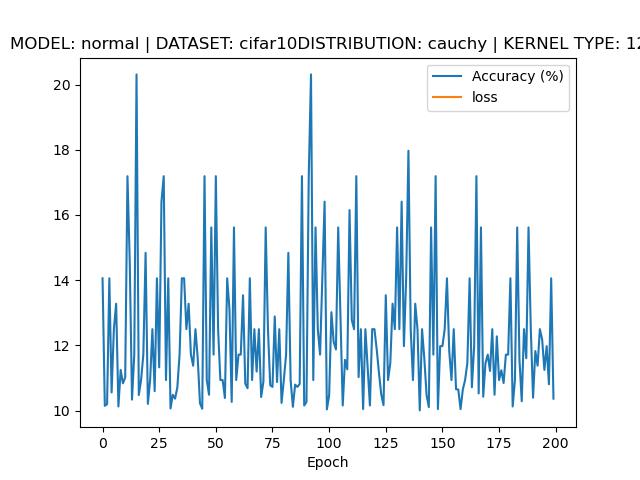 MODEL: normal | DATASET: cifar10DISTRIBUTION: cauchy | KERNEL TYPE: 12
Accuracy (%)
loss
20
18
16
14
12
10
0 25 50 75 100 125 150 175 200
Epoch